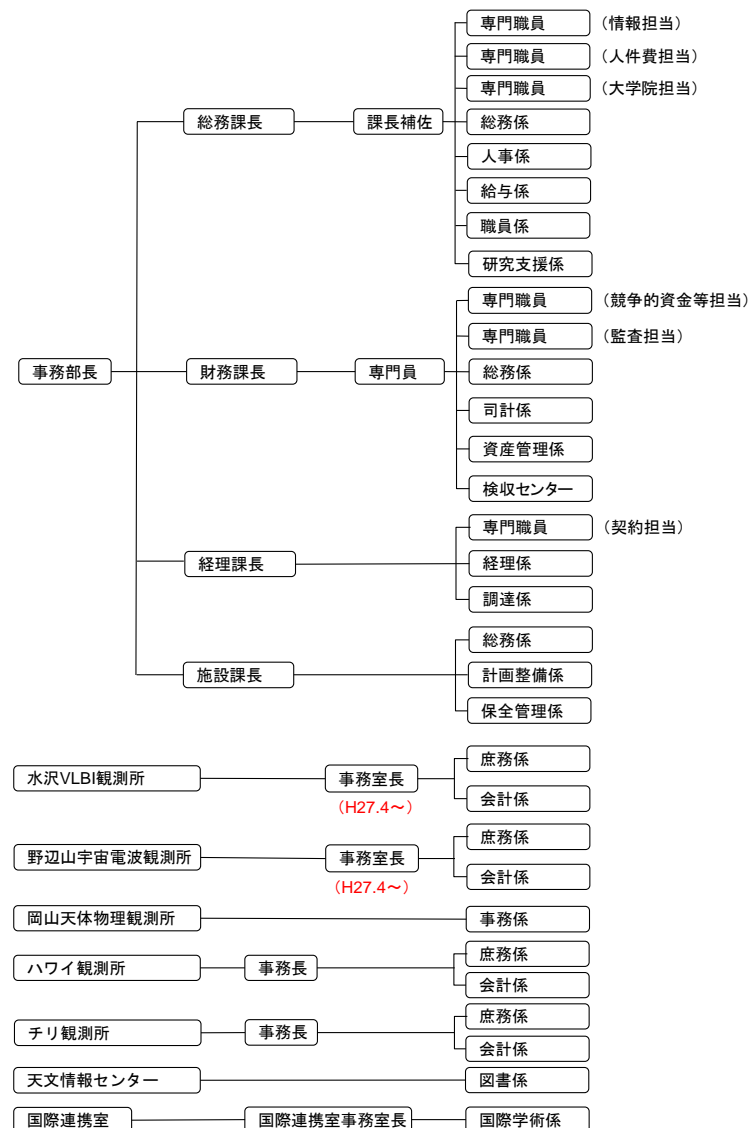 専門職員 （情報担当）
専門職員 （人件費担当）
専門職員 （大学院担当）
総務課長 課長補佐 総務係
人事係
給与係
職員係
研究支援係
専門職員 （競争的資金等担当）
専門職員 （監査担当）
事務部長 財務課長 専門員 総務係
司計係
資産管理係
検収センター
専門職員 （契約担当）
経理課長 経理係
調達係
総務係
施設課長 計画整備係
保全管理係
庶務係
水沢VLBI観測所 事務室長
会計係
（H27.4～）
庶務係
野辺山宇宙電波観測所 事務室長
会計係
（H27.4～）
岡山天体物理観測所 事務係
庶務係
ハワイ観測所 事務長
会計係
庶務係
チリ観測所 事務長
会計係
天文情報センター 図書係
国際連携室 国際連携室事務室長 国際学術係